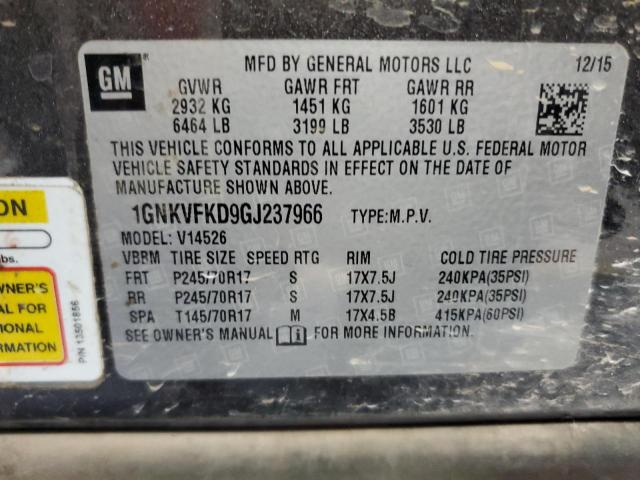 GM
MFD BY GENERAL MOTORS LLC 12/15
GVWR GAWR FRT GAWR RR
2932 KG 1451 KG 1601 KG
6464 LB 3199 LB 3530 LB
THIS VEHICLE CONFORMS TO ALL APPLICABLE U.S. FEDERAL MOTOR
VEHICLE SAFETY STANDARDS IN EFFECT ON THE DATE OF
MANUFACTURE SHOWN ABOVE.
1GNKVFKD9GJ237966 TYPE:M.P.V.
MODEL: V14526
VBRM TIRE SIZE SPEED RTG RIM COLD TIRE PRESSURE
FRT P245/70R17 S 17X7.5J 240KPA(35PSI)
RR P245/70R17 S 17X7.5J 240KPA(35PSI)
SPA T145/70R17 M 17X4.5B 415KPA(60PSI)
SEE OWNER'S MANUAL i FOR MORE INFORMATION.
ON
lbs.
WNER'S
AL FOR
IONAL
MATION
P/N 13501856